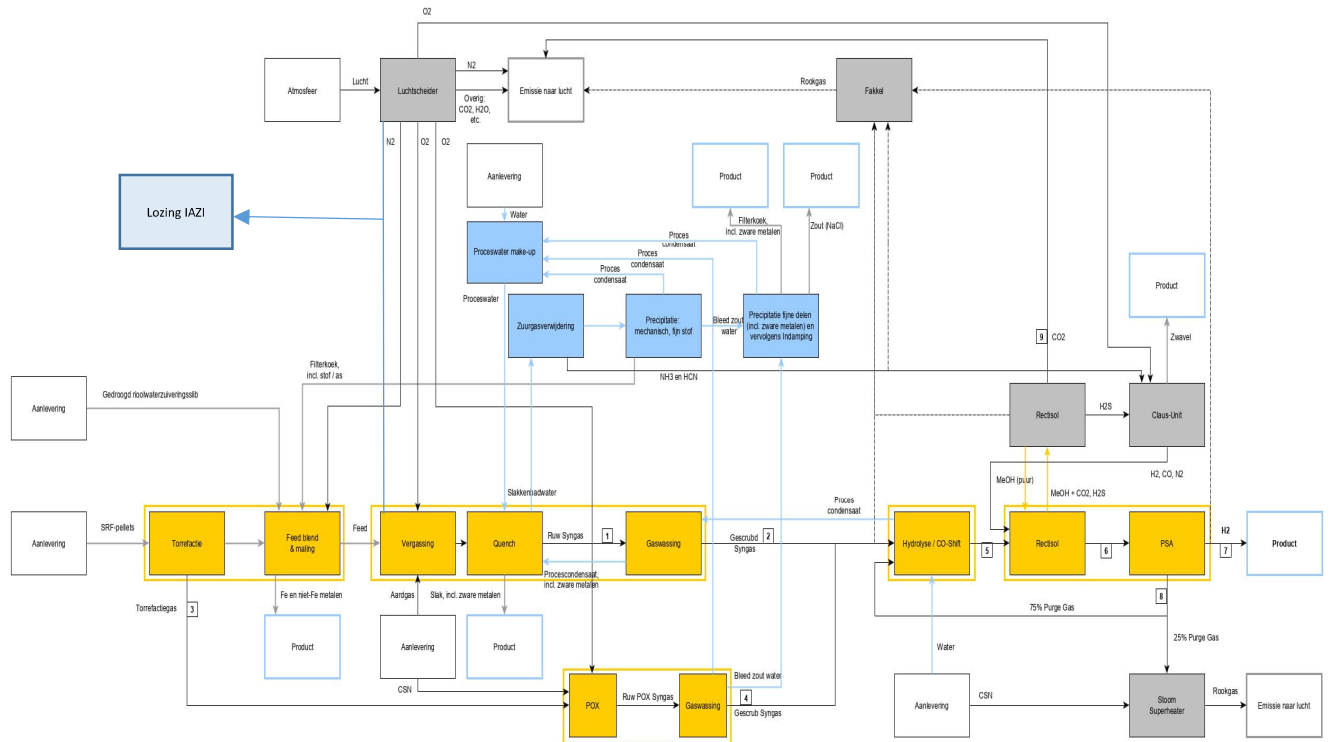 O2
Atmosfeer
Lucht
Luchtscheider
N2
Overig:
CO2, H2O,
etc.
Emissie naar lucht
Rookgas
Fakkel
N2
O2
O2
Lozing IAZI
Aanlevering
Water
Product
Product
Filterkoek,
incl. zware metalen
Zout (NaCl)
Proceswater make-up
Proces
condensaat
Proces
condensaat
Proces
condensaat
Proceswater
Zuurgasverwijdering
Precipitatie:
mechanisch, fijn stof
Bleed zout
water
Precipitatie fijne delen
(incl. zware metalen) en
vervolgens Indamping
Product
Zwavel
9
CO2
Filterkoek,
incl. stof / as
NH3 en HCN
Aanlevering
Gedroogd rioolwaterzuiveringsslib
Rectisol
H2S
Claus-Unit
H2, CO, N2
MeOH (puur)
MeOH + CO2, H2S
Slakkenbadwater
Proces
condensaat
Aanlevering
SRF-pellets
Torrefactie
Feed blend
& maling
Feed
Vergassing
Quench
Ruw Syngas
1
Gaswassing
2
Gescrubd
Syngas
Hydrolyse / CO-Shift
5
Rectisol
6
PSA
H2
7
Product
Procescondensaat,
incl. zware metalen
Fe en niet-Fe metalen
Aardgas
Slak, incl. zware metalen
8
Torrefactiegas
3
75% Purge Gas
25% Purge Gas
Product
Aanlevering
Product
Water
CSN
Bleed zout water
POX
Ruw POX Syngas
Gaswassing
4
Gescrub Syngas
Aanlevering
CSN
Stoom
Superheater
Rookgas
Emissie naar lucht